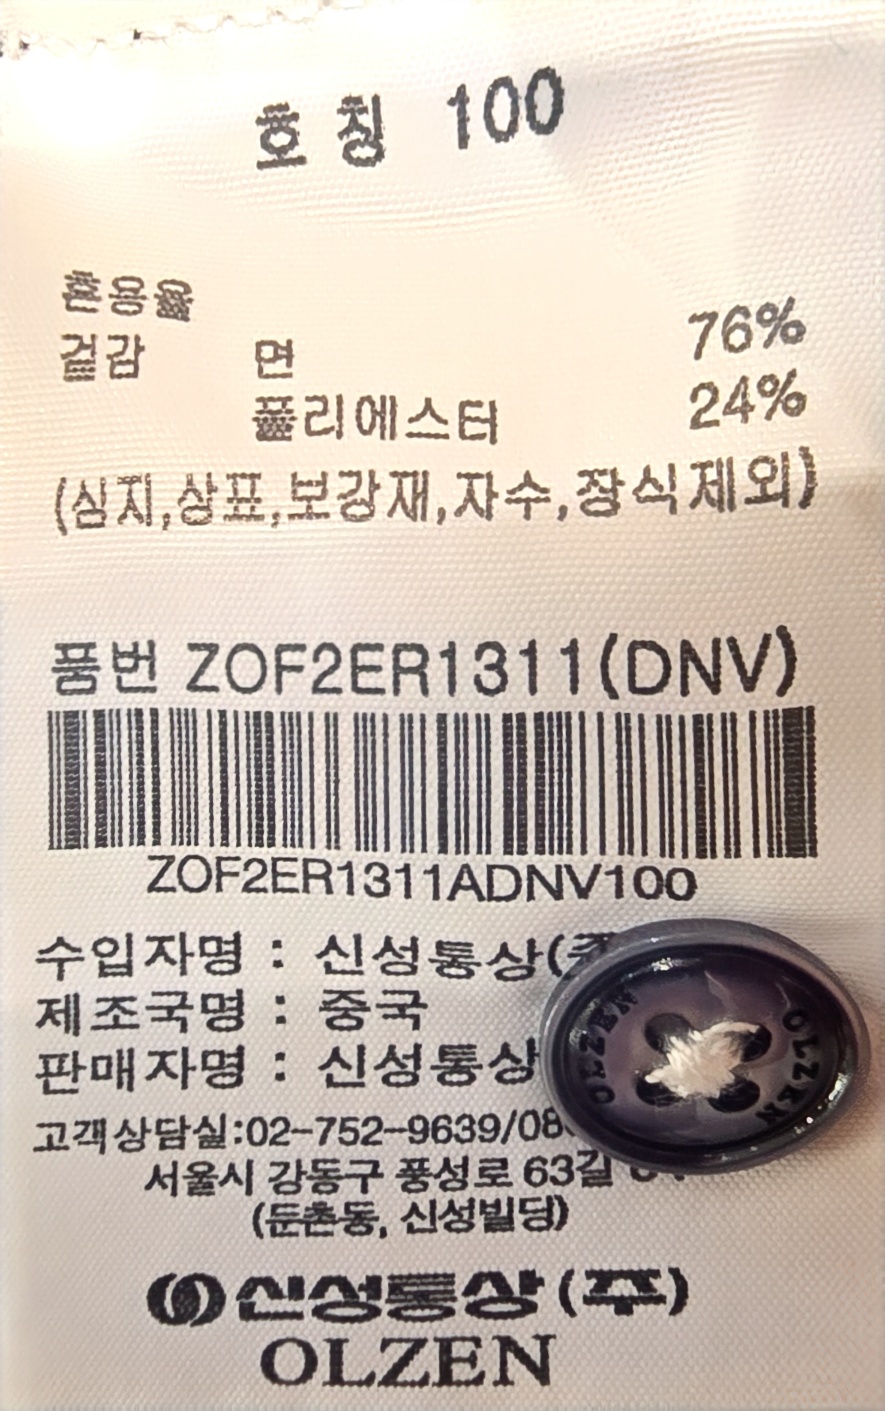 호칭 100
혼용율
겉감 면 76%
폴리에스터 24%
(심지,상표,보강재,자수,장식제외)
품번 ZOF2ER1311(DNV)
ZOF2ER1311ADNV100
수입자명 : 신성통상(주
제조국명 : 중국
판매자명 : 신성통상
고객상담실:02-752-9639/08
서울시 강동구 풍성로 63길
(둔촌동, 신성빌딩)
신성통상(주)
OLZEN
OLZEN
OLZEN